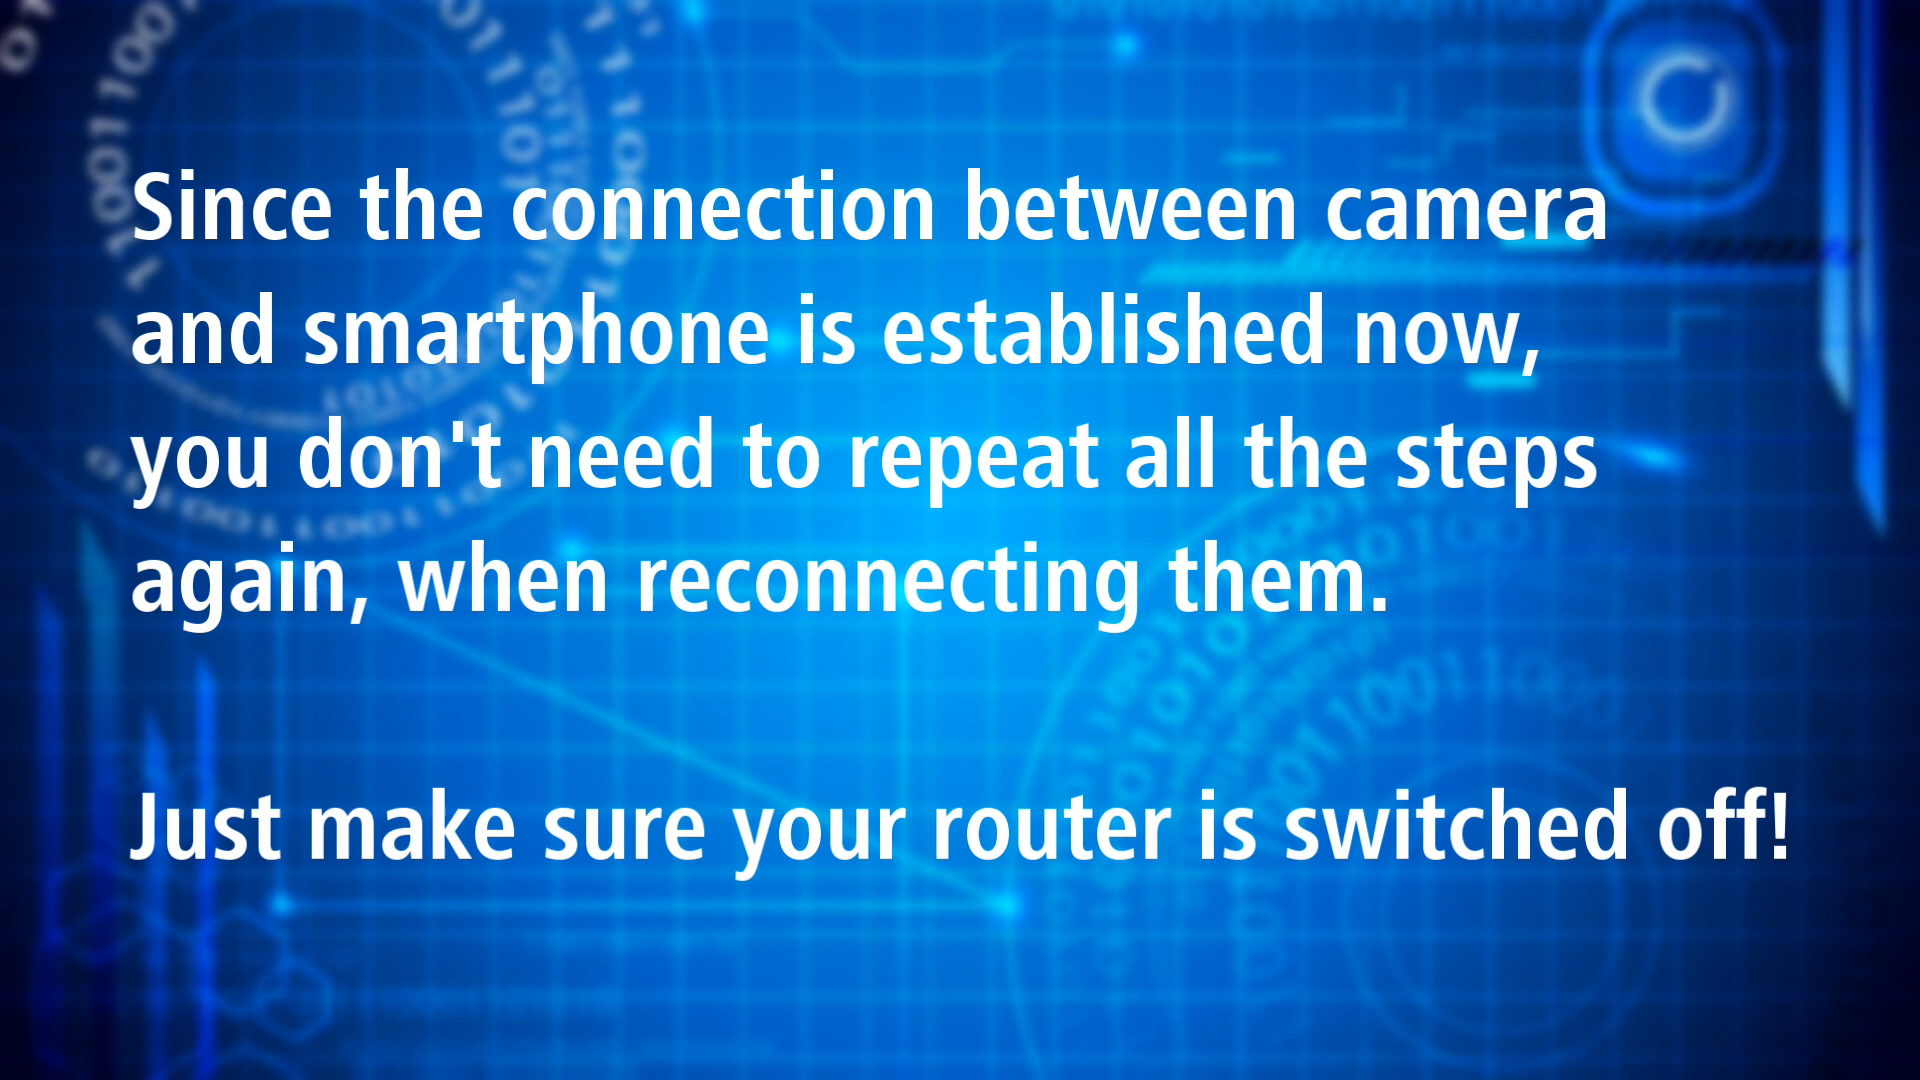 Since the connection between camera
and smartphone is established now,
you don't need to repeat all the steps
again, when reconnecting them.
Just make sure your router is switched off!